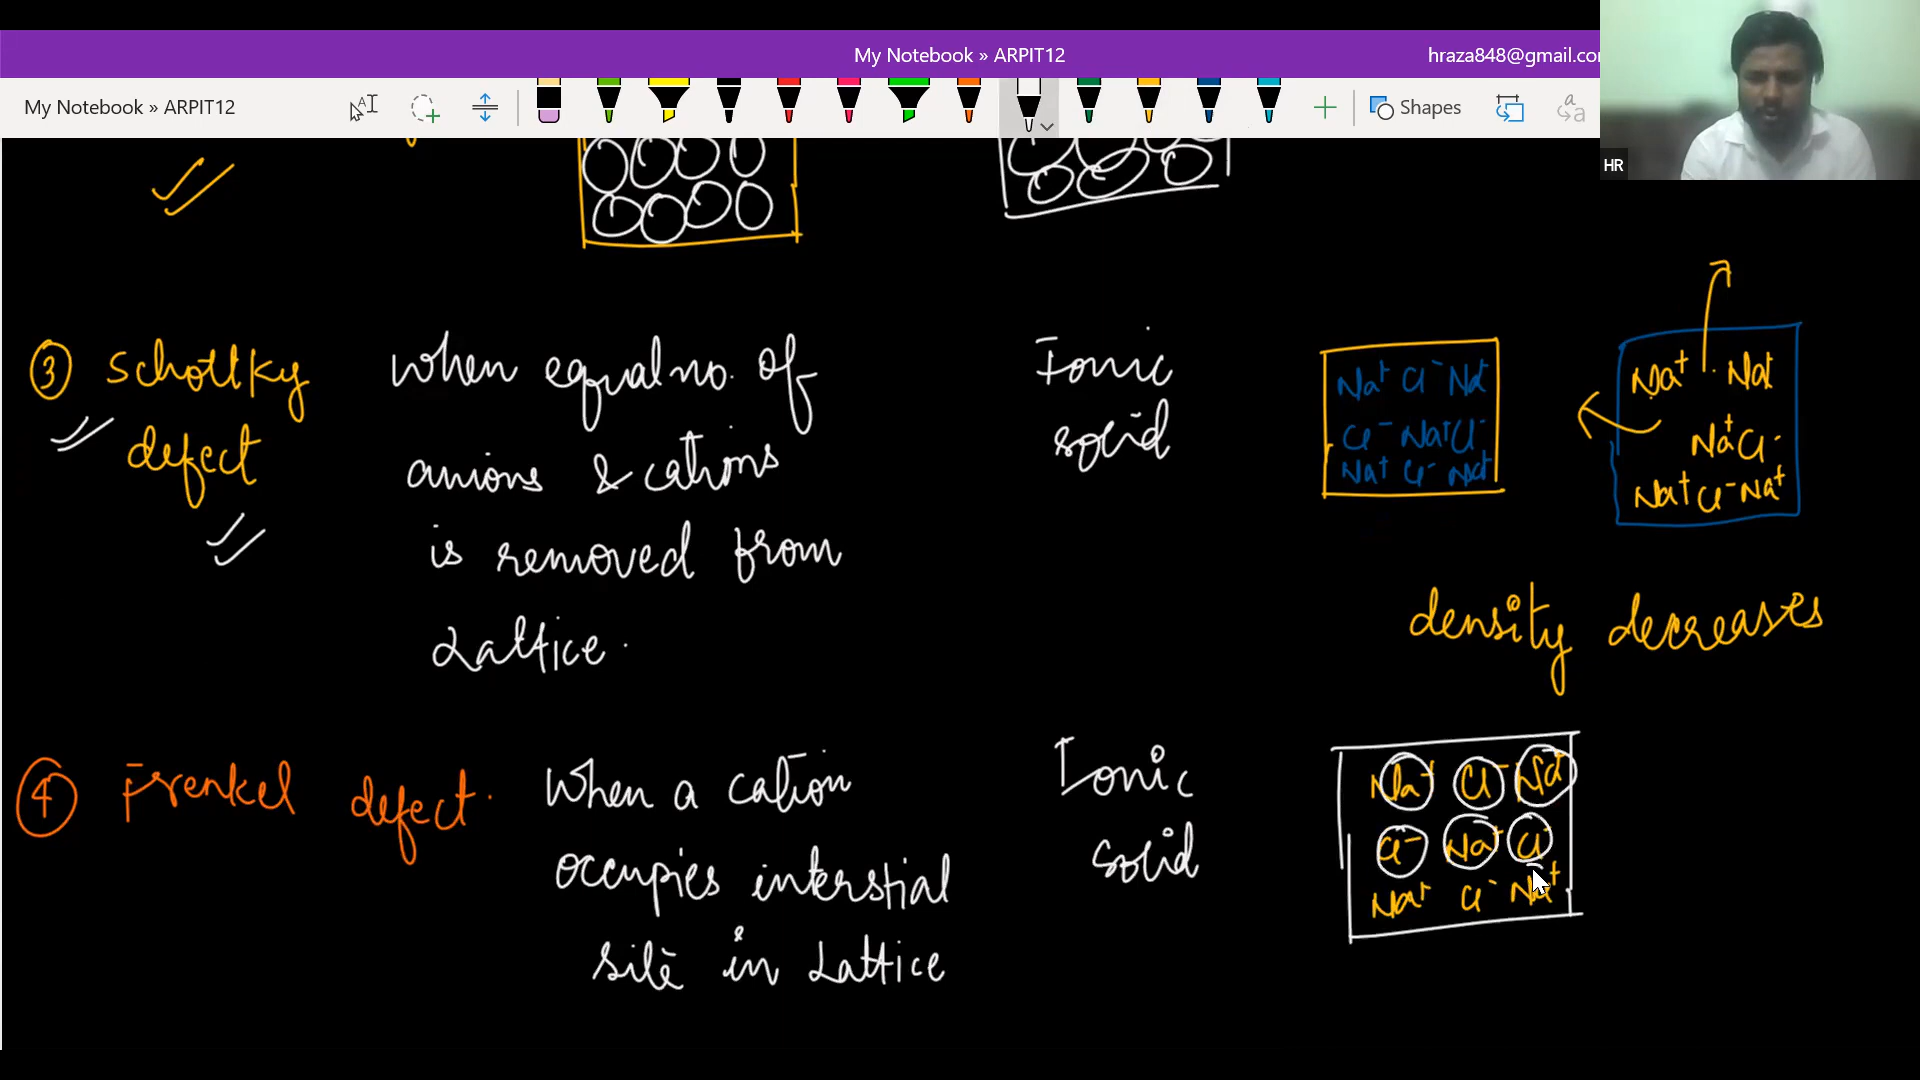 My Notebook » ARPIT12
hraza848@gmail.co
My Notebook » ARPIT12
Shapes
HR
③ Schottky defect
When equal no. of
anions & cations
is removed from
Lattice.
Ionic
solid
Na⁺ Cl⁻ Na⁺
Cl⁻ Na⁺ Cl⁻
Na⁺ Cl⁻ Na⁺
Na⁺ Na⁺
Na⁺ Cl⁻
Na⁺ Cl⁻ Na⁺
density decreases
④ Frenkel defect.
When a cation
occupies interstial
site in Lattice
Ionic
solid
Na⁺ Cl⁻ Na⁺
Cl⁻ Na⁺ Cl⁻
Na⁺ Cl⁻ Na⁺